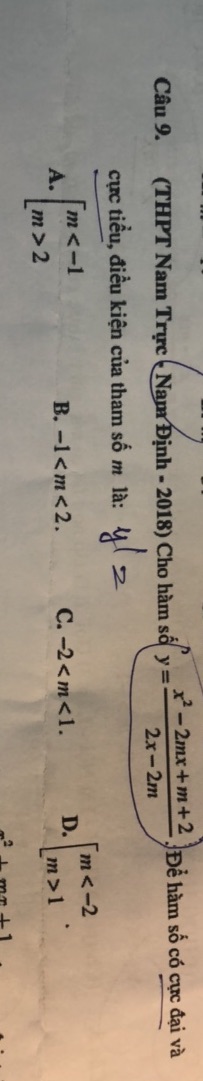 Câu 9. (THPT Nam Trực - Nam Định - 2018) Cho hàm số y = \frac{x^2 - 2mx + m + 2}{2x - 2m}. Để hàm số có cực đại và
cực tiểu, điều kiện của tham số m là: y'=
A. [m < -1 / m > 2 B. -1 < m < 2. C. -2 < m < 1. D. [m < -2 / m > 1.